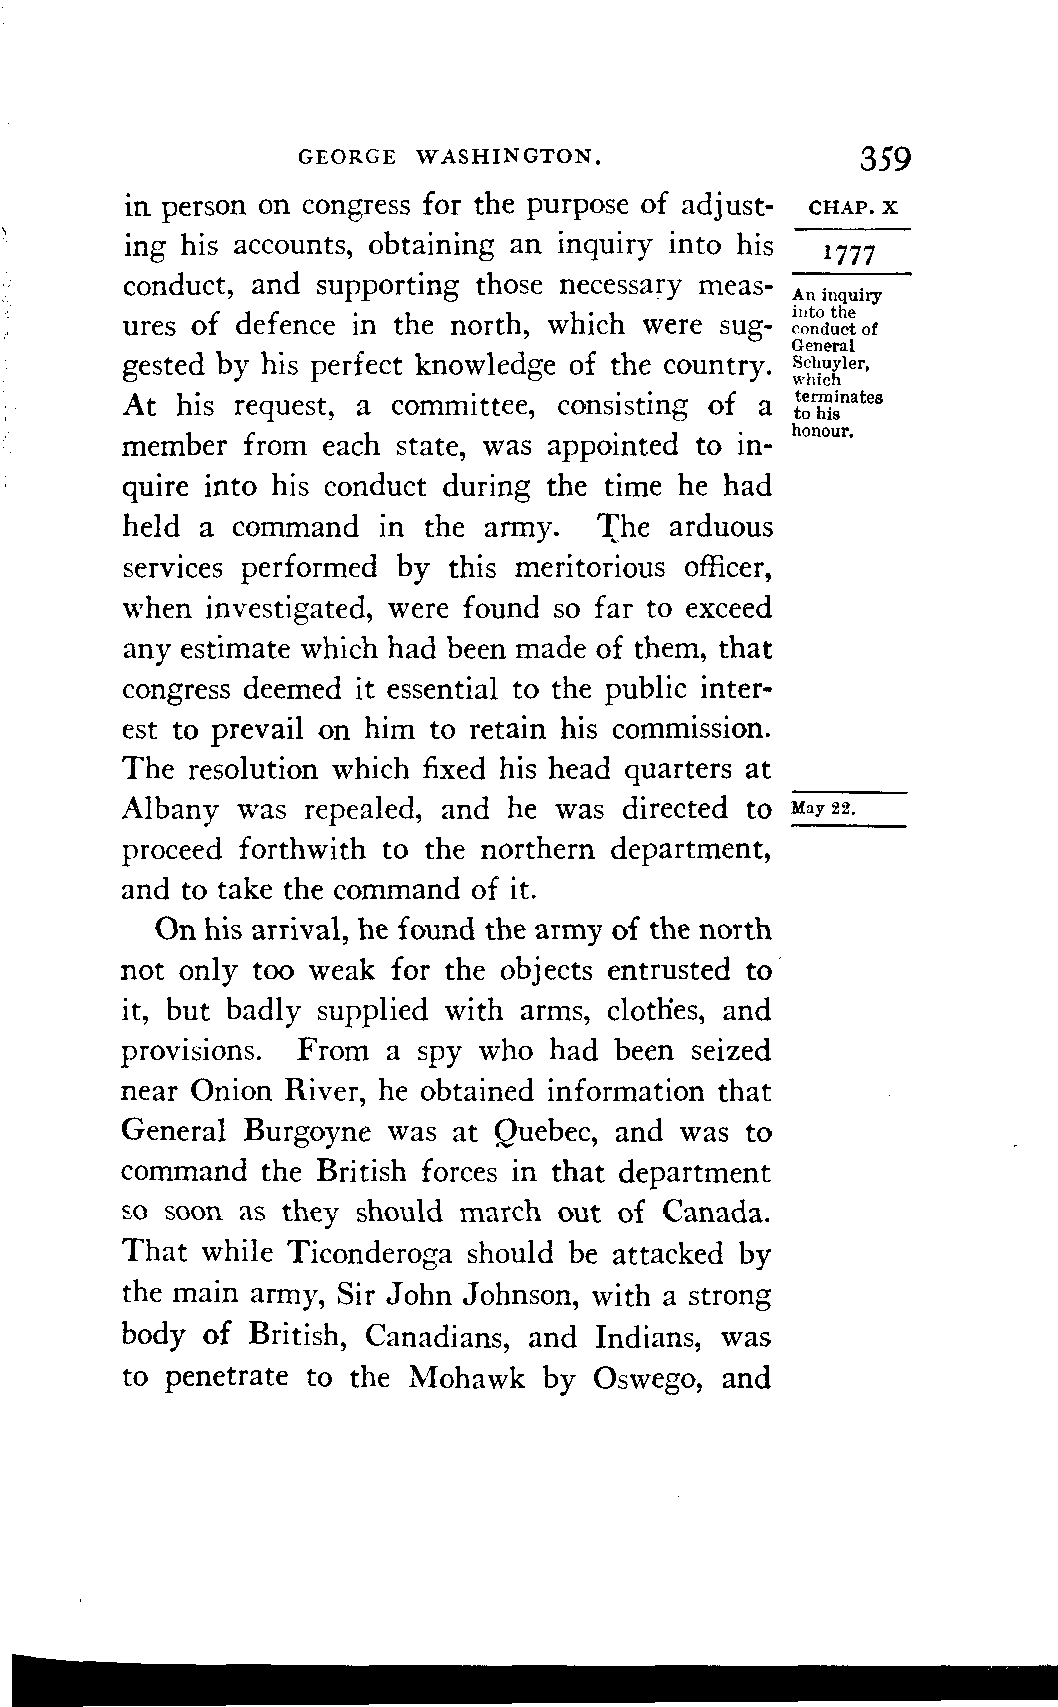 GEORGE WASHINGTON. 359
in person on congress for the purpose of adjust-
ing his accounts, obtaining an inquiry into his
conduct, and supporting those necessary meas-
ures of defence in the north, which were sug-
gested by his perfect knowledge of the country.
At his request, a committee, consisting of a
member from each state, was appointed to in-
quire into his conduct during the time he had
held a command in the army. The arduous
services performed by this meritorious officer,
when investigated, were found so far to exceed
any estimate which had been made of them, that
congress deemed it essential to the public inter-
est to prevail on him to retain his commission.
The resolution which fixed his head quarters at
Albany was repealed, and he was directed to
proceed forthwith to the northern department,
and to take the command of it.
On his arrival, he found the army of the north
not only too weak for the objects entrusted to
it, but badly supplied with arms, clothes, and
provisions. From a spy who had been seized
near Onion River, he obtained information that
General Burgoyne was at Quebec, and was to
command the British forces in that department
so soon as they should march out of Canada.
That while Ticonderoga should be attacked by
the main army, Sir John Johnson, with a strong
body of British, Canadians, and Indians, was
to penetrate to the Mohawk by Oswego, and
CHAP. X
1777
An inquiry
into the
conduct of
General
Schuyler,
which
terminates
to his
honour.
May 22.